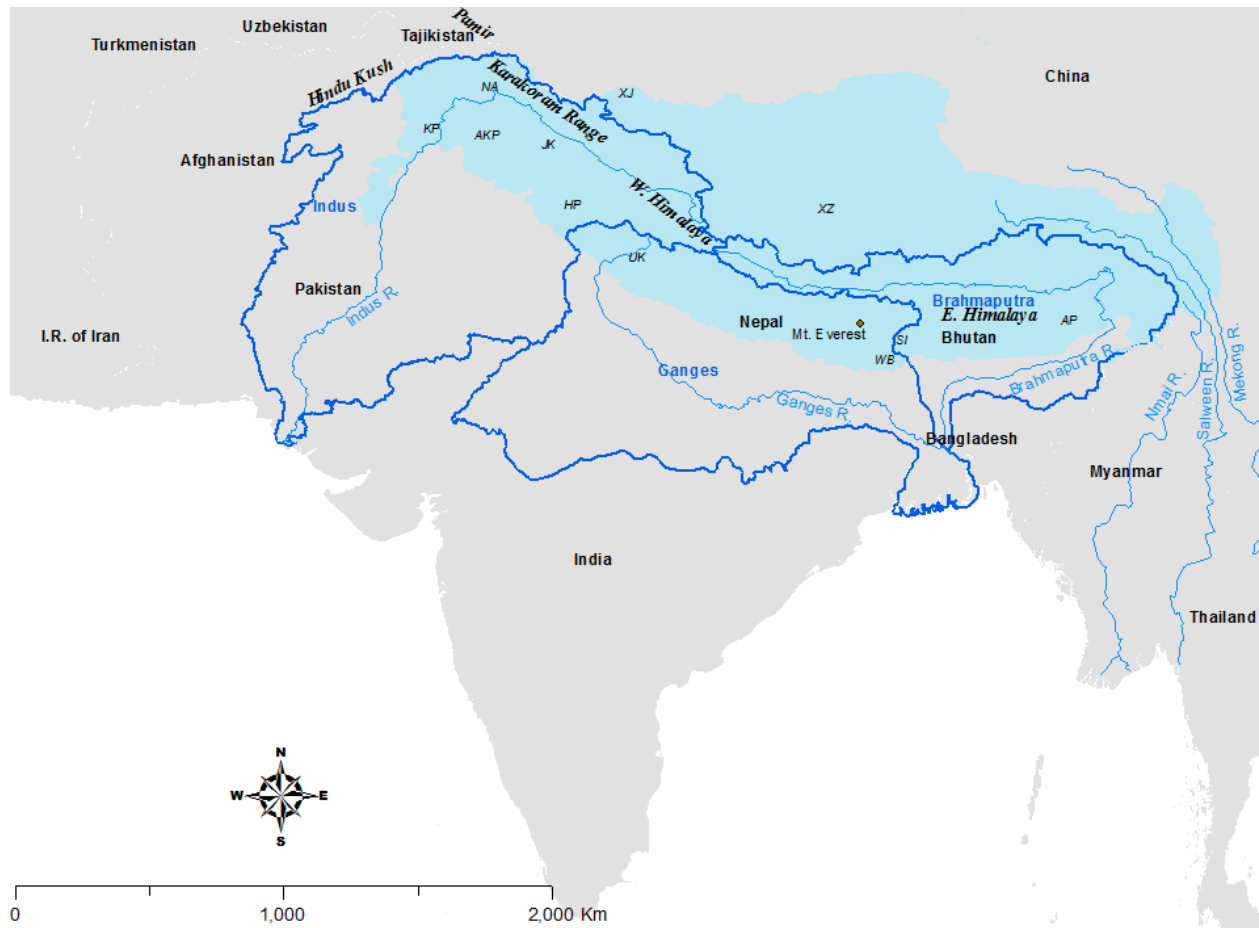 Pamir
Uzbekistan
Tajikistan
Turkmenistan
Hindu Kush
Karakoram Range
China
NA
XJ
KP
AKP
JK
Afghanistan
Indus
HP
W. Himalaya
XZ
UK
Pakistan
Indus R.
Brahmaputra
E. Himalaya
AP
Nepal
Mt. Everest
SI
Bhutan
I.R. of Iran
WB
Ganges
Brahmaputra R.
Ganges R.
Nmai R.
Salween R.
Mekong R.
Bangladesh
Myanmar
India
Thailand
N
W
E
S
0
1,000
2,000 Km